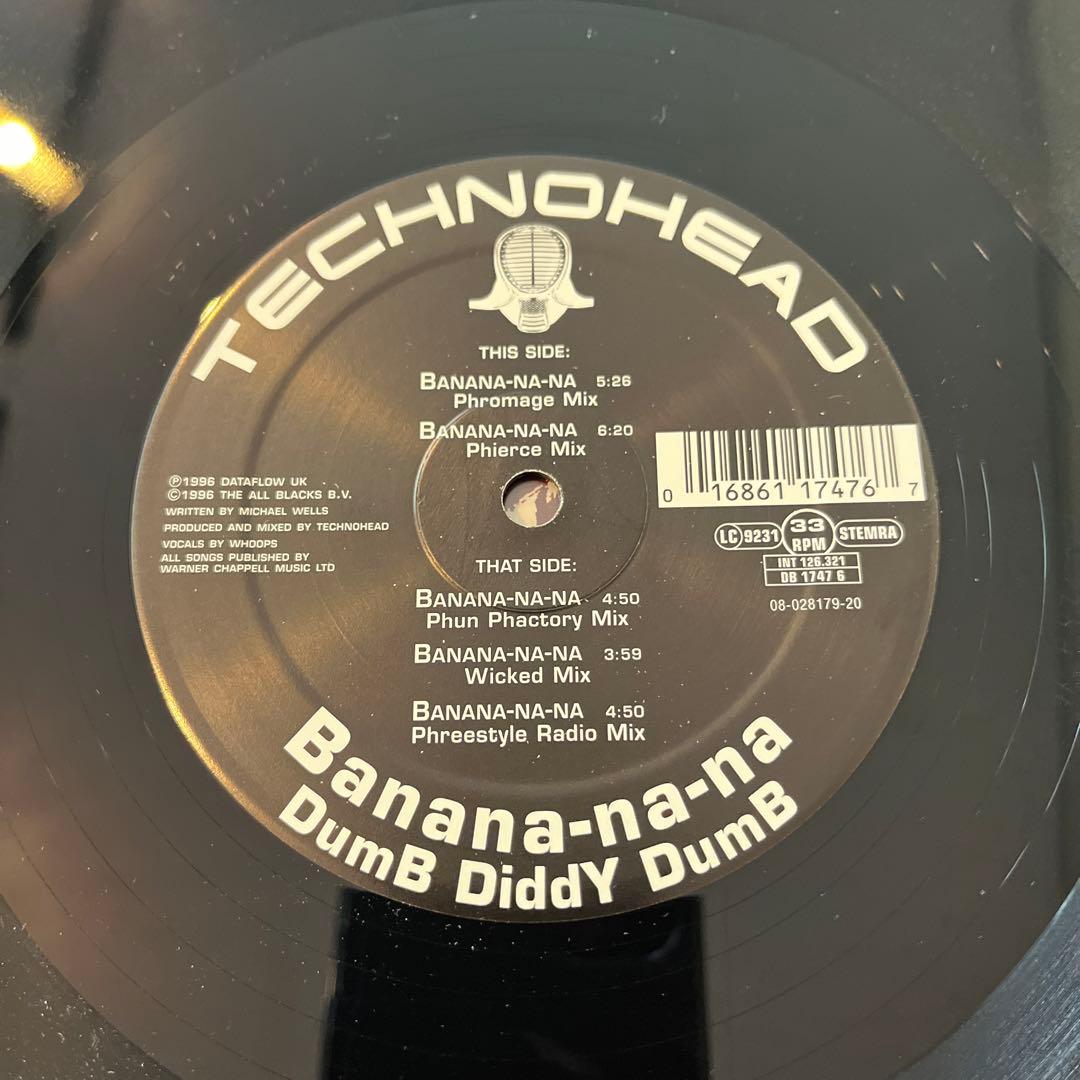 TECHNOHEAD
THIS SIDE:
BANANA-NA-NA 5:26
Phromage Mix
BANANA-NA-NA 6:20
Phierce Mix
℗1996 DATAFLOW UK
©1996 THE ALL BLACKS B.V.
WRITTEN BY MICHAEL WELLS
PRODUCED AND MIXED BY TECHNOHEAD
VOCALS BY WHOOPS
ALL SONGS PUBLISHED BY
WARNER CHAPPELL MUSIC LTD
0 16861 17476 7
LC 9231
33
RPM
STEMRA
INT 126.321
DB 1747 6
08-028179-20
THAT SIDE:
BANANA-NA-NA 4:50
Phun Phactory Mix
BANANA-NA-NA 3:59
Wicked Mix
BANANA-NA-NA 4:50
Phreestyle Radio Mix
Banana-na-na
DumB DiddY DumB